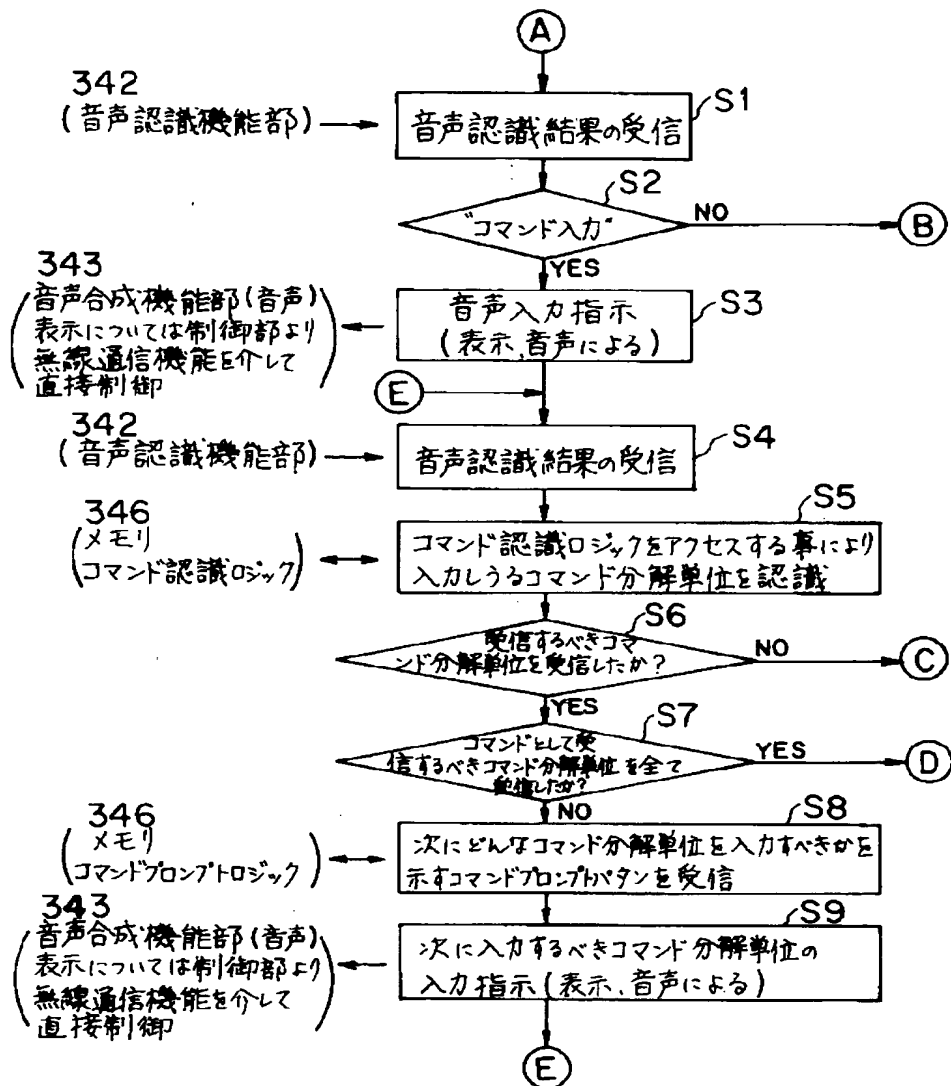 A
342
(音声認識機能部)
S1
音声認識結果の受信
S2
"コマンド入力"
NO
B
YES
343
音声合成機能部(音声)
表示については制御部より
無線通信機能を介して
直接制御
S3
音声入力指示
(表示,音声による)
E
342
(音声認識機能部)
S4
音声認識結果の受信
346
メモリ
コマンド認識ロジック
S5
コマンド認識ロジックをアクセスする事により
入力しうるコマンド分解単位を認識
S6
受信するべきコマ
ンド分解単位を受信したか?
NO
C
YES
S7
コマンドとして受
信するべきコマンド分解単位を全て
受信したか?
YES
D
NO
346
メモリ
コマンドプロンプトロジック
S8
次にどんなコマンド分解単位を入力すべきかを
示すコマンドプロンプトパタンを受信
343
音声合成機能部(音声)
表示については制御部より
無線通信機能を介して
直接制御
S9
次に入力するべきコマンド分解単位の
入力指示(表示,音声による)
E